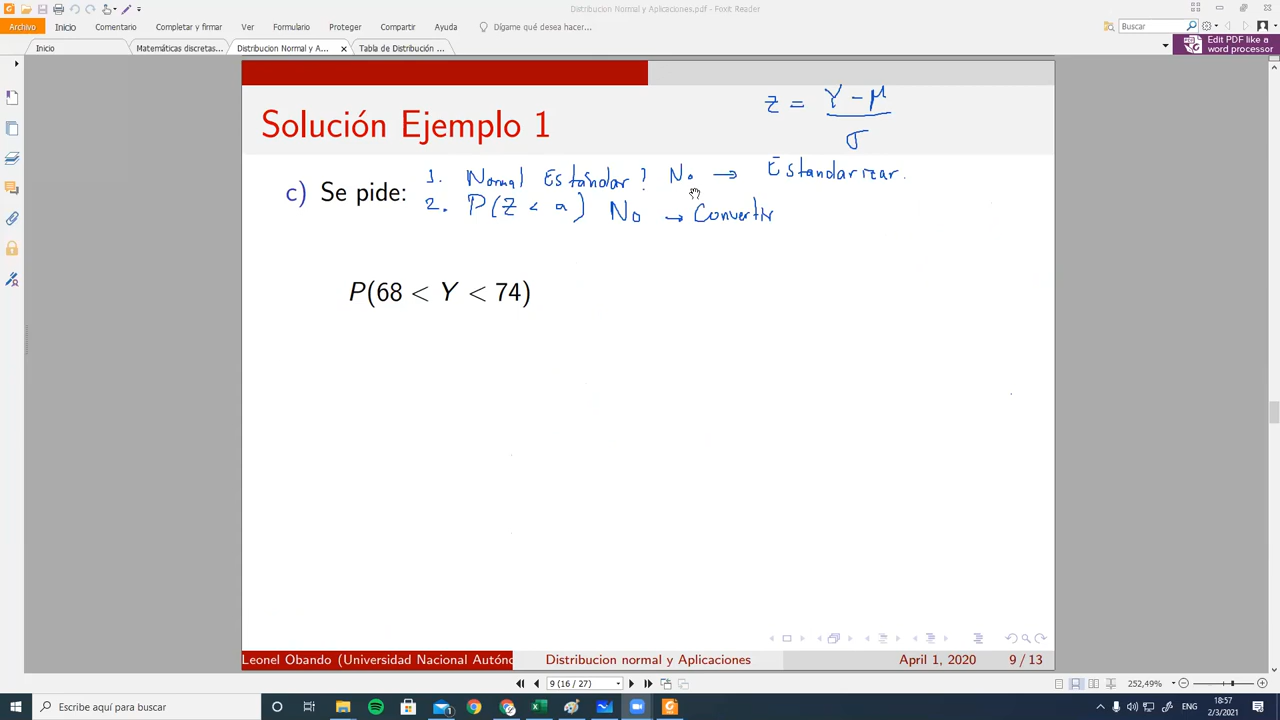 Distribucion Normal y Aplicaciones.pdf - Foxit Reader
Archivo Inicio Comentario Completar y firmar Ver Formulario Proteger Compartir Ayuda Dígame qué desea hacer... Buscar
Inicio Matemáticas discretas... Distribucion Normal y A... Tabla de Distribución ... Edit PDF like a
word processor
z = Y - μ
σ
Solución Ejemplo 1
1. Normal Estándar? No → Estandarizar.
c) Se pide:
2. P(Z < a) No → Convertir
P(68 < Y < 74)
Leonel Obando (Universidad Nacional Autónc Distribucion normal y Aplicaciones April 1, 2020 9 / 13
9 (16 / 27) 252,49%
Escribe aquí para buscar 18:57
2/3/2021